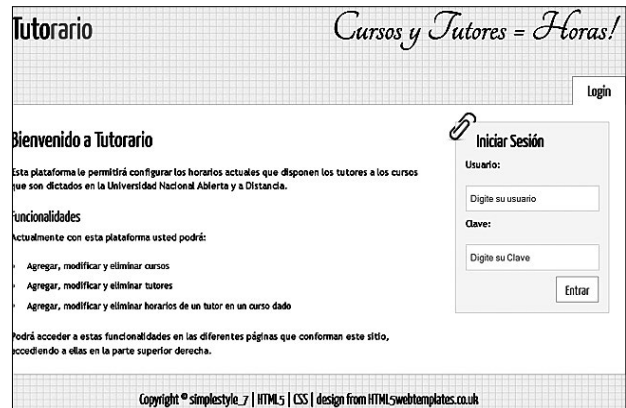 Tutorario
Cursos y Tutores = Horas!
Login
Bienvenido a Tutorario
Esta plataforma le permitirá configurar los horarios actuales que disponen los tutores a los cursos
que son dictados en la Universidad Nacional Abierta y a Distancia.
Funcionalidades
Actualmente con esta plataforma usted podrá:
Agregar, modificar y eliminar cursos
Agregar, modificar y eliminar tutores
Agregar, modificar y eliminar horarios de un tutor en un curso dado
Podrá acceder a estas funcionalidades en las diferentes páginas que conforman este sitio,
accediendo a ellas en la parte superior derecha.
Iniciar Sesión
Usuario:
Digite su usuario
Clave:
Digite su Clave
Entrar
Copyright © simplestyle_7 | HTML5 | CSS | design from HTML5webtemplates.co.uk